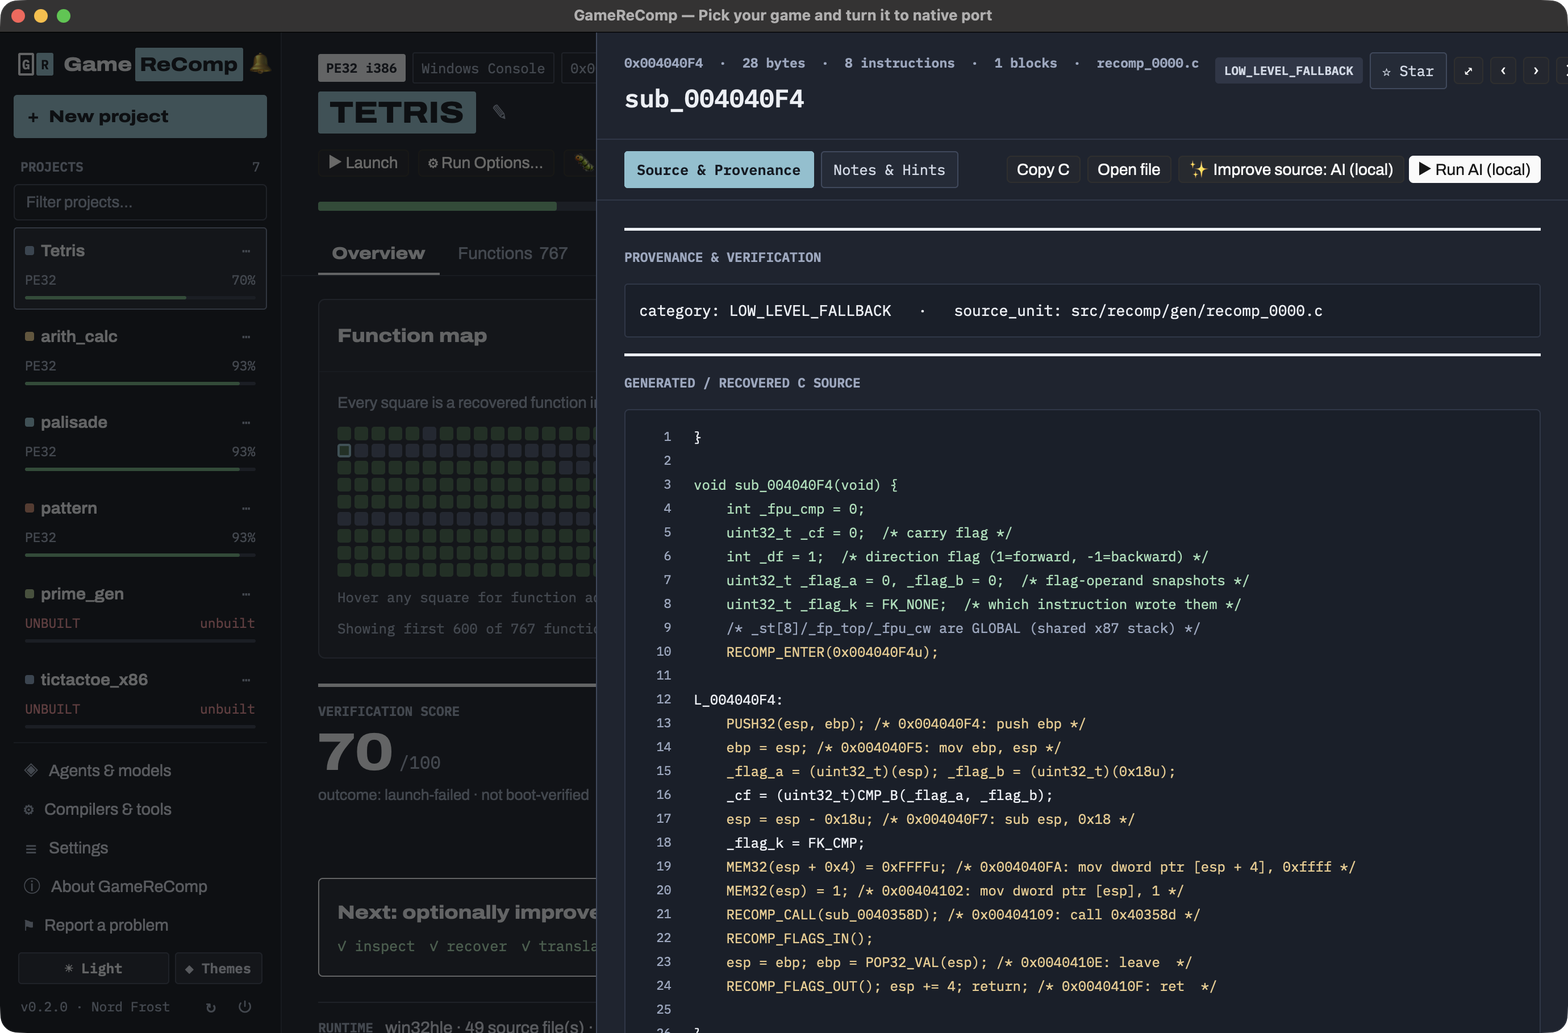 GameReComp — Pick your game and turn it to native port
GR Game ReComp
+ New project
PROJECTS 7
Filter projects...
Tetris ···
PE32 70%
arith_calc ···
PE32 93%
palisade ···
PE32 93%
pattern ···
PE32 93%
prime_gen ···
UNBUILT unbuilt
tictactoe_x86 ···
UNBUILT unbuilt
Agents & models
Compilers & tools
Settings
About GameReComp
Report a problem
Light
Themes
v0.2.0 · Nord Frost
PE32 i386 Windows Console 0x0
TETRIS
Launch Run Options...
Overview Functions 767
Function map
Every square is a recovered function i
Hover any square for function a
Showing first 600 of 767 functi
VERIFICATION SCORE
70 /100
outcome: launch-failed · not boot-verified
Next: optionally improve
✓ inspect ✓ recover ✓ transla
RUNTIME win32hle · 49 source file(s) ·
0x004040F4 · 28 bytes · 8 instructions · 1 blocks · recomp_0000.c
LOW_LEVEL_FALLBACK ☆ Star
sub_004040F4
Source & Provenance Notes & Hints Copy C Open file ✨ Improve source: AI (local) ▶ Run AI (local)
PROVENANCE & VERIFICATION
category: LOW_LEVEL_FALLBACK · source_unit: src/recomp/gen/recomp_0000.c
GENERATED / RECOVERED C SOURCE
1 }
2
3 void sub_004040F4(void) {
4 int _fpu_cmp = 0;
5 uint32_t _cf = 0; /* carry flag */
6 int _df = 1; /* direction flag (1=forward, -1=backward) */
7 uint32_t _flag_a = 0, _flag_b = 0; /* flag-operand snapshots */
8 uint32_t _flag_k = FK_NONE; /* which instruction wrote them */
9 /* _st[8]/_fp_top/_fpu_cw are GLOBAL (shared x87 stack) */
10 RECOMP_ENTER(0x004040F4u);
11
12 L_004040F4:
13 PUSH32(esp, ebp); /* 0x004040F4: push ebp */
14 ebp = esp; /* 0x004040F5: mov ebp, esp */
15 _flag_a = (uint32_t)(esp); _flag_b = (uint32_t)(0x18u);
16 _cf = (uint32_t)CMP_B(_flag_a, _flag_b);
17 esp = esp - 0x18u; /* 0x004040F7: sub esp, 0x18 */
18 _flag_k = FK_CMP;
19 MEM32(esp + 0x4) = 0xFFFFu; /* 0x004040FA: mov dword ptr [esp + 4], 0xffff */
20 MEM32(esp) = 1; /* 0x00404102: mov dword ptr [esp], 1 */
21 RECOMP_CALL(sub_0040358D); /* 0x00404109: call 0x40358d */
22 RECOMP_FLAGS_IN();
23 esp = ebp; ebp = POP32_VAL(esp); /* 0x0040410E: leave */
24 RECOMP_FLAGS_OUT(); esp += 4; return; /* 0x0040410F: ret */
25
26 }